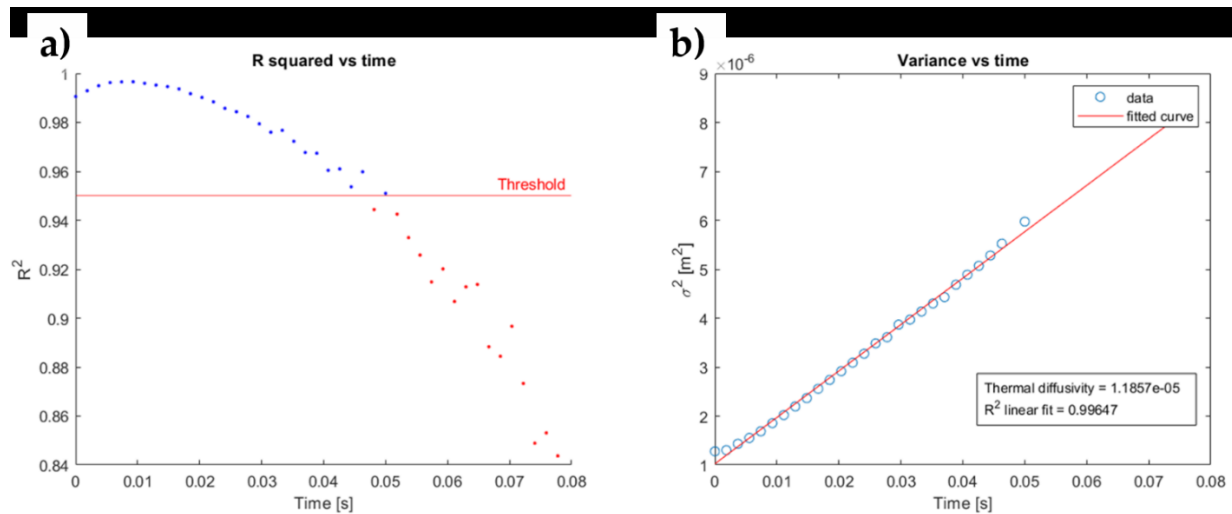 a)
R squared vs time
1
0.98
0.96
0.94
0.92
0.9
0.88
0.86
0.84
R²
Threshold
0
0.01
0.02
0.03
0.04
0.05
0.06
0.07
0.08
Time [s]
b)
Variance vs time
×10⁻⁶
9
8
7
6
5
4
3
2
1
σ² [m²]
data
fitted curve
Thermal diffusivity = 1.1857e-05
R² linear fit = 0.99647
0
0.01
0.02
0.03
0.04
0.05
0.06
0.07
0.08
Time [s]